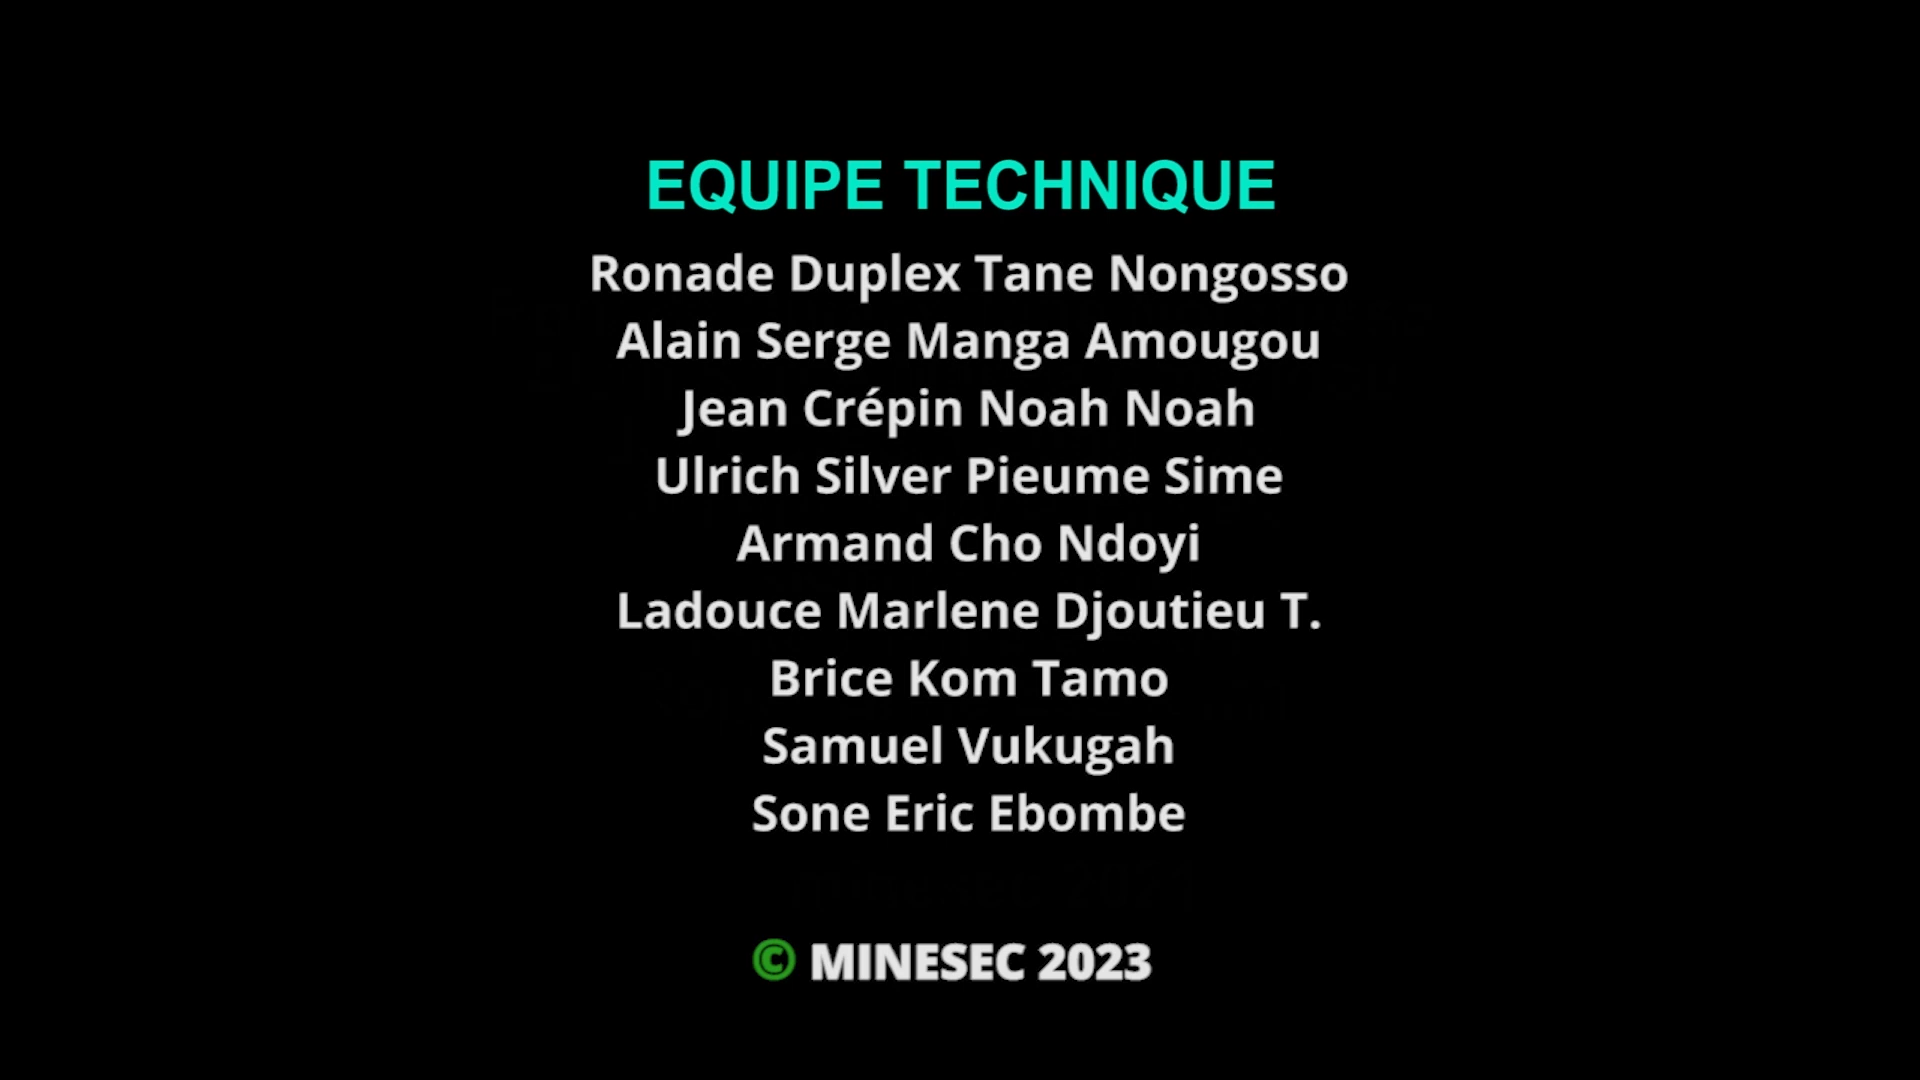 EQUIPE TECHNIQUE
Ronade Duplex Tane Nongosso
Alain Serge Manga Amougou
Jean Crépin Noah Noah
Ulrich Silver Pieume Sime
Armand Cho Ndoyi
Ladouce Marlene Djoutieu T.
Brice Kom Tamo
Samuel Vukugah
Sone Eric Ebombe
© MINESEC 2023